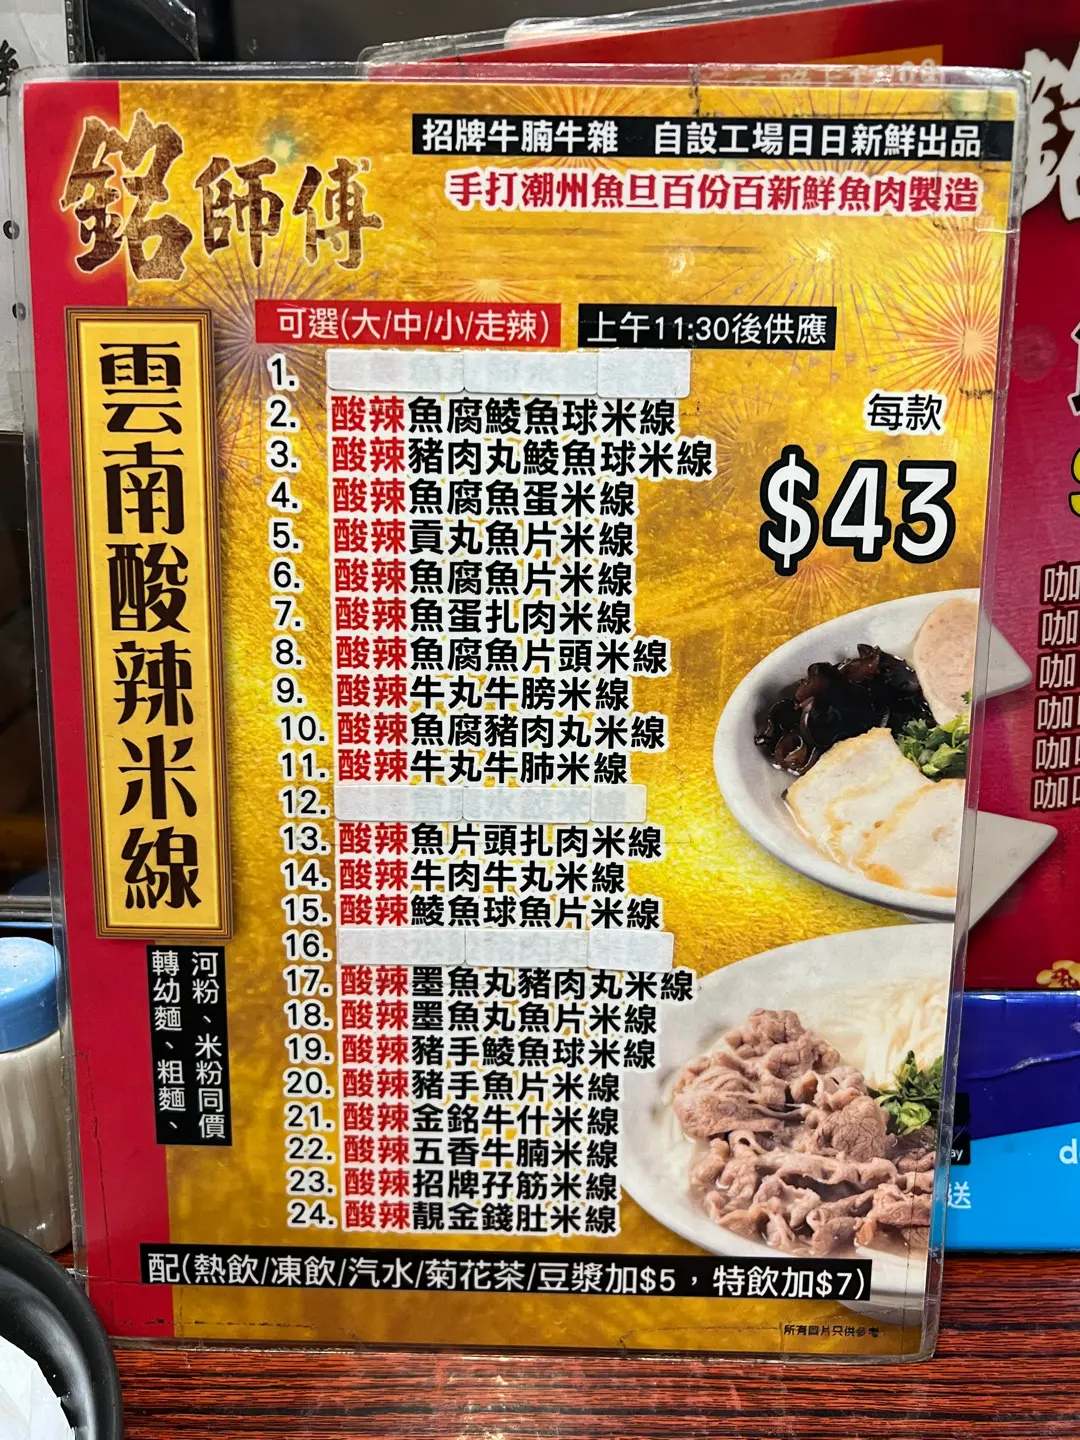 銘師傅
招牌牛腩牛雜 自設工場日日新鮮出品
手打潮州魚旦百份百新鮮魚肉製造
雲南酸辣米線
可選(大/中/小/走辣)
上午11:30後供應
每款
$43
1.
2. 酸辣魚腐鯪魚球米線
3. 酸辣豬肉丸鯪魚球米線
4. 酸辣魚腐魚蛋米線
5. 酸辣貢丸魚片米線
6. 酸辣魚腐魚片米線
7. 酸辣魚蛋扎肉米線
8. 酸辣魚腐魚片頭米線
9. 酸辣牛丸牛膀米線
10. 酸辣魚腐豬肉丸米線
11. 酸辣牛丸牛肺米線
12.
13. 酸辣魚片頭扎肉米線
14. 酸辣牛肉牛丸米線
15. 酸辣鯪魚球魚片米線
16.
17. 酸辣墨魚丸豬肉丸米線
18. 酸辣墨魚丸魚片米線
19. 酸辣豬手鯪魚球米線
20. 酸辣豬手魚片米線
21. 酸辣金銘牛什米線
22. 酸辣五香牛腩米線
23. 酸辣招牌孖筋米線
24. 酸辣靚金錢肚米線
轉幼麵、粗麵、
河粉、米粉同價
配(熱飲/凍飲/汽水/菊花茶/豆漿加$5，特飲加$7)
所有圖片只供參考
咖
咖
咖
咖
咖
咖
送